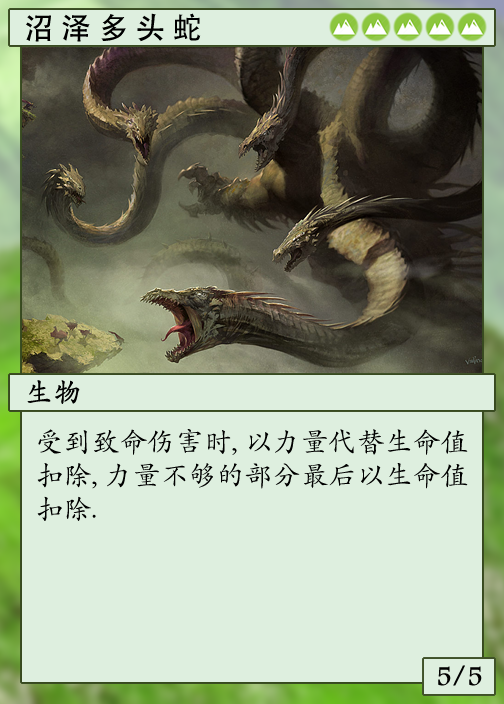 沼泽多头蛇
生物
受到致命伤害时,以力量代替生命值
扣除,力量不够的部分最后以生命值
扣除.
5/5